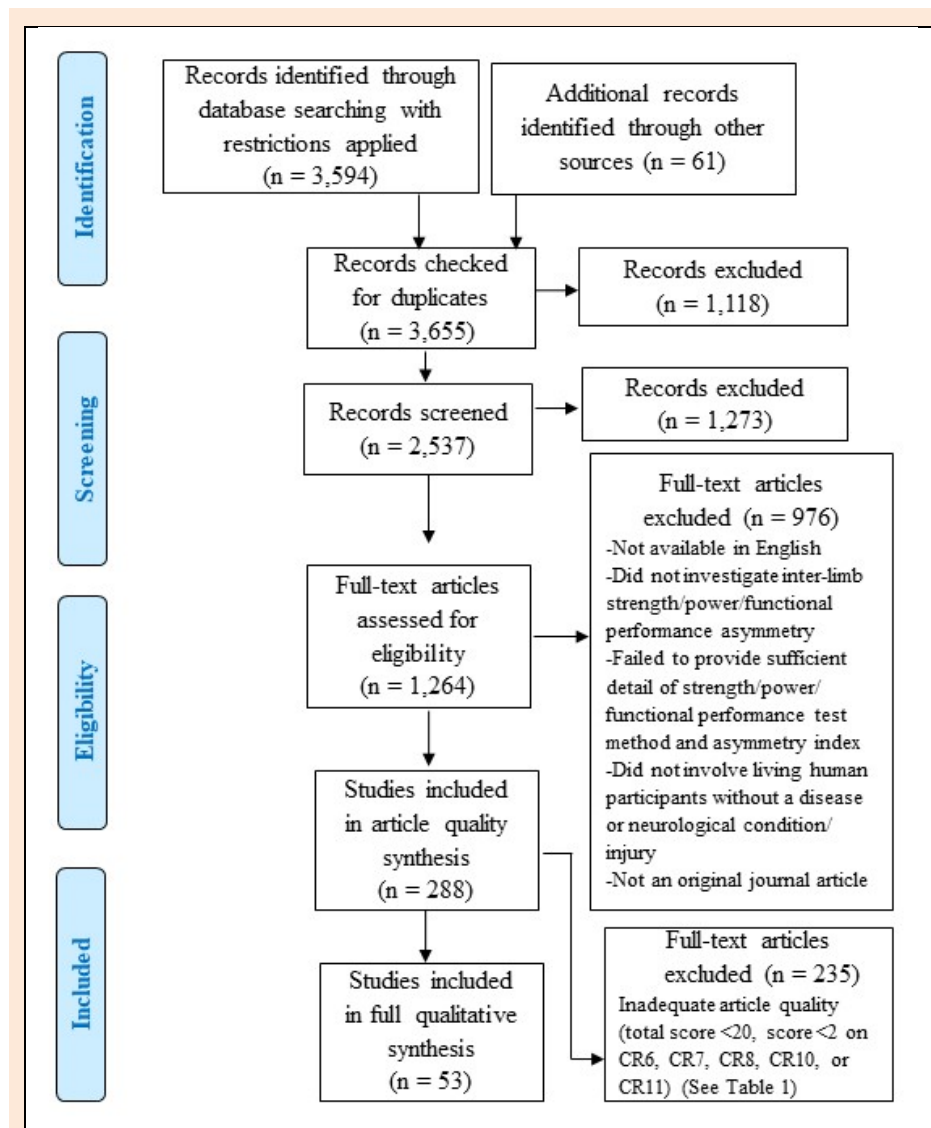 Identification
Records identified through
database searching with
restrictions applied
(n = 3,594)
Additional records
identified through other
sources (n = 61)
Records checked
for duplicates
(n = 3,655)
Records excluded
(n = 1,118)
Screening
Records screened
(n = 2,537)
Records excluded
(n = 1,273)
Eligibility
Full-text articles
assessed for
eligibility
(n = 1,264)
Full-text articles
excluded (n = 976)
-Not available in English
-Did not investigate inter-limb
strength/power/functional
performance asymmetry
-Failed to provide sufficient
detail of strength/power/
functional performance test
method and asymmetry index
-Did not involve living human
participants without a disease
or neurological condition/
injury
-Not an original journal article
Studies included
in article quality
synthesis
(n = 288)
Included
Studies included
in full qualitative
synthesis
(n = 53)
Full-text articles
excluded (n = 235)
Inadequate article quality
(total score <20, score <2 on
CR6, CR7, CR8, CR10, or
CR11) (See Table 1)